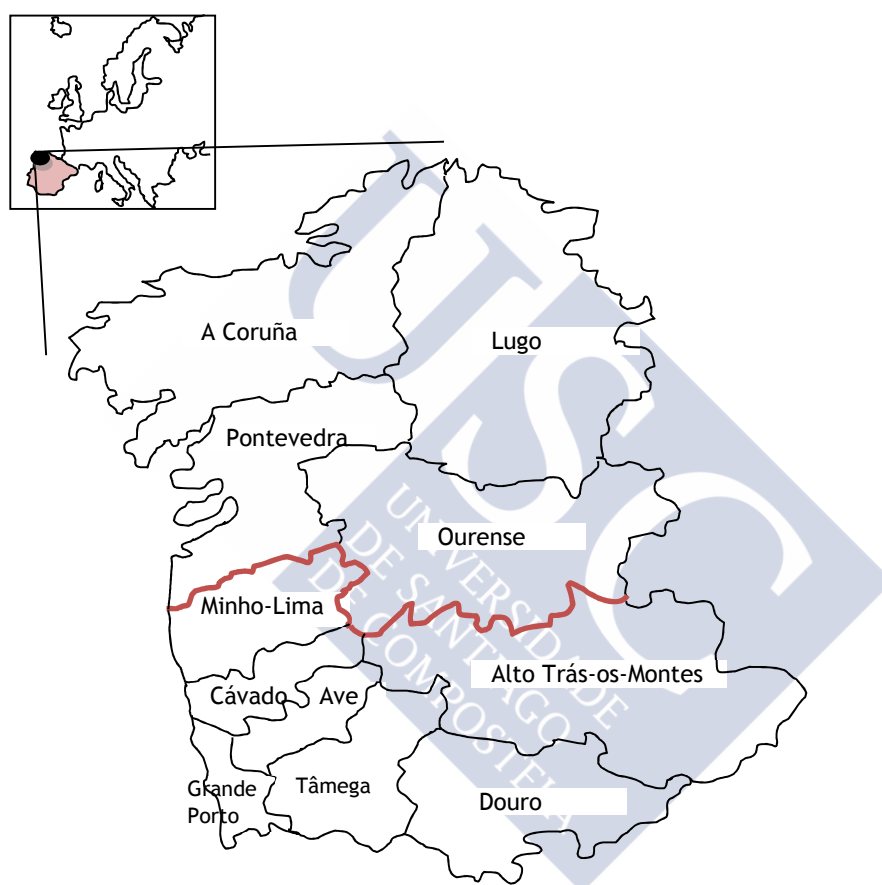 A Coruña
Lugo
Pontevedra
Ourense
Minho-Lima
Alto Trás-os-Montes
Cávado
Ave
Grande
Porto
Tâmega
Douro
USC
UNIVERSIDADE
DE SANTIAGO
DE COMPOSTELA